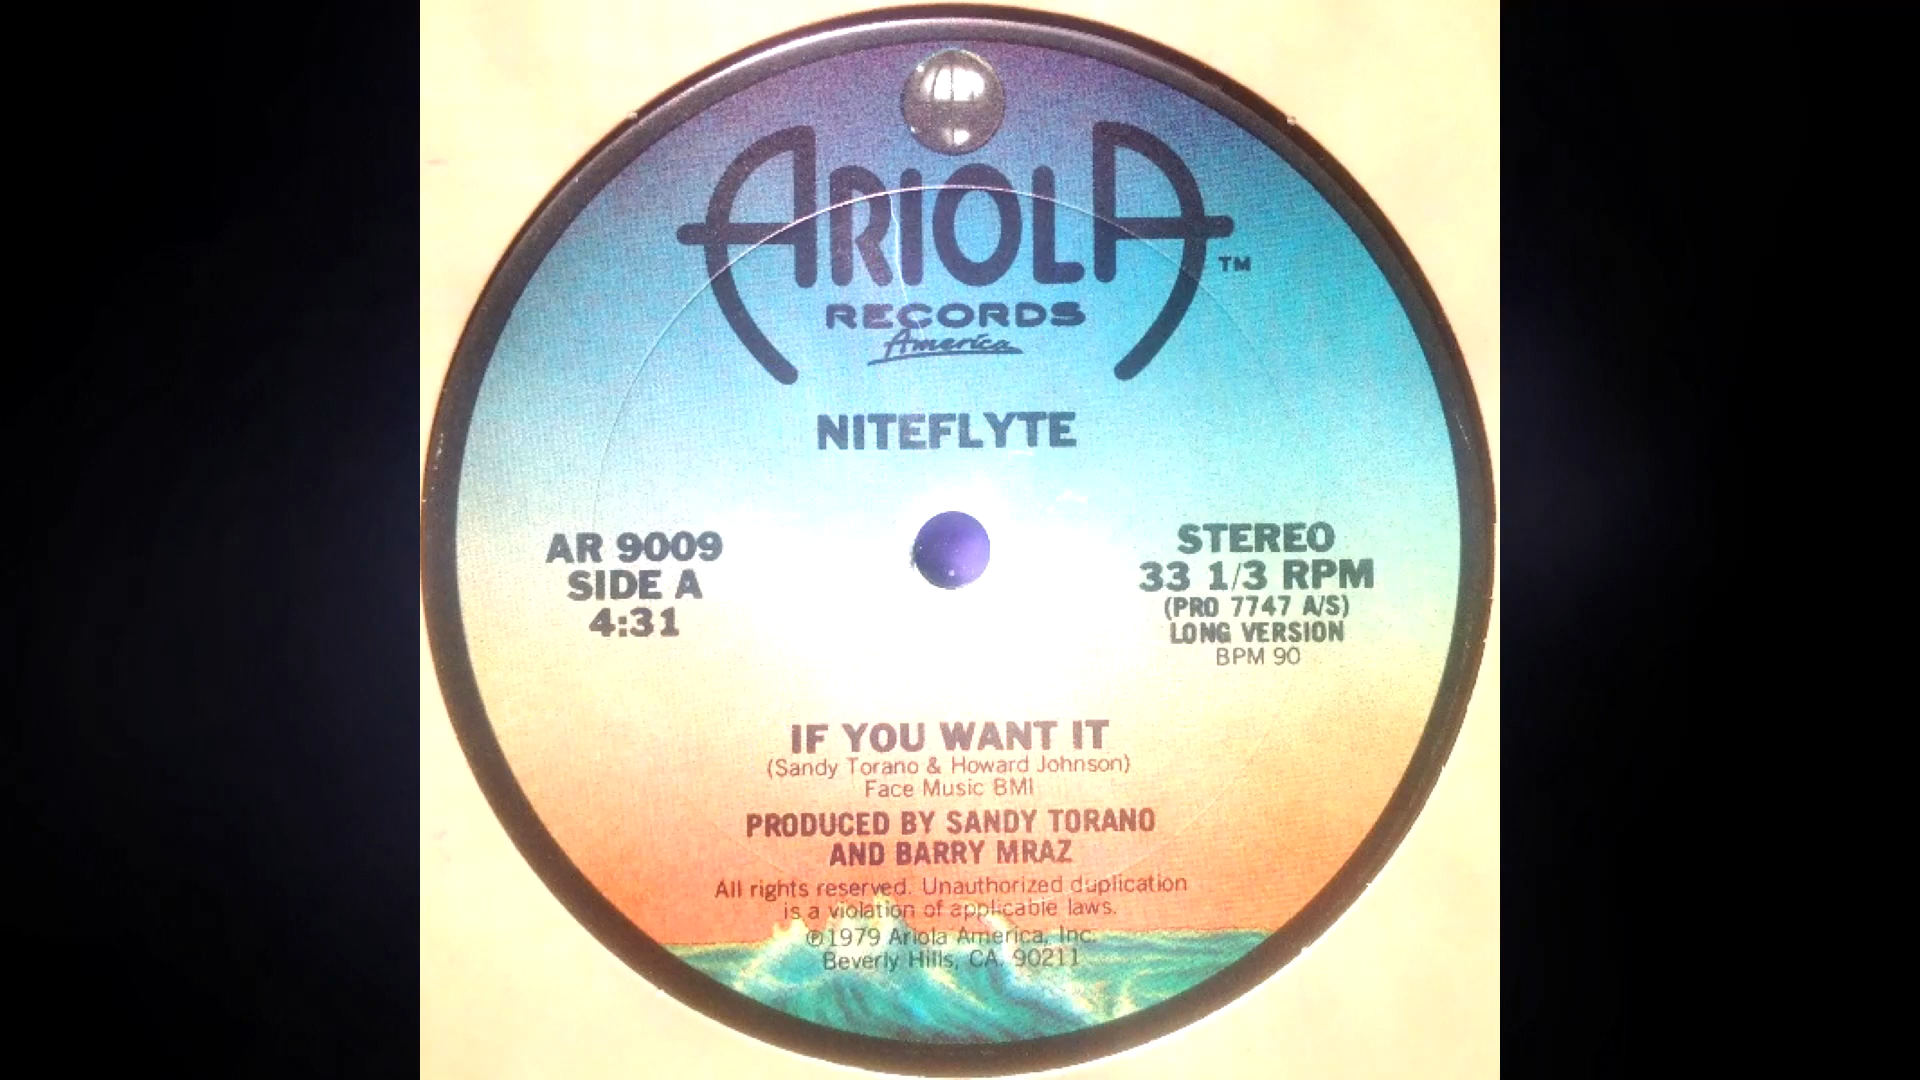 ARIOLA
TM
RECORDS
America
NITEFLYTE
AR 9009
SIDE A
4:31
STEREO
33 1/3 RPM
(PRO 7747 A/S)
LONG VERSION
BPM 90
IF YOU WANT IT
(Sandy Torano & Howard Johnson)
Face Music BMI
PRODUCED BY SANDY TORANO
AND BARRY MRAZ
All rights reserved. Unauthorized duplication
is a violation of applicable laws.
℗1979 Ariola America, Inc.
Beverly Hills, CA. 90211